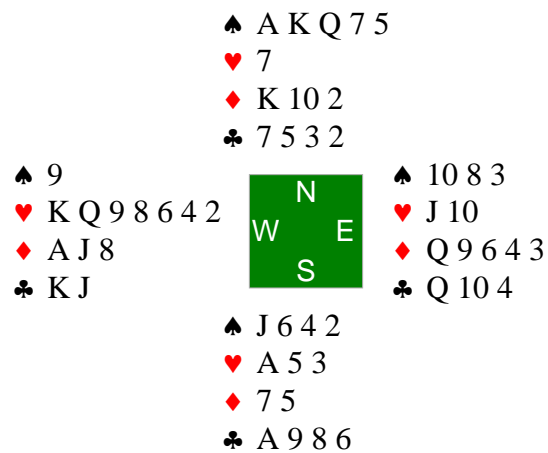 ♠ A K Q 7 5
♥ 7
♦ K 10 2
♣ 7 5 3 2
♠ 9
♥ K Q 9 8 6 4 2
♦ A J 8
♣ K J
N
W E
S
♠ 10 8 3
♥ J 10
♦ Q 9 6 4 3
♣ Q 10 4
♠ J 6 4 2
♥ A 5 3
♦ 7 5
♣ A 9 8 6